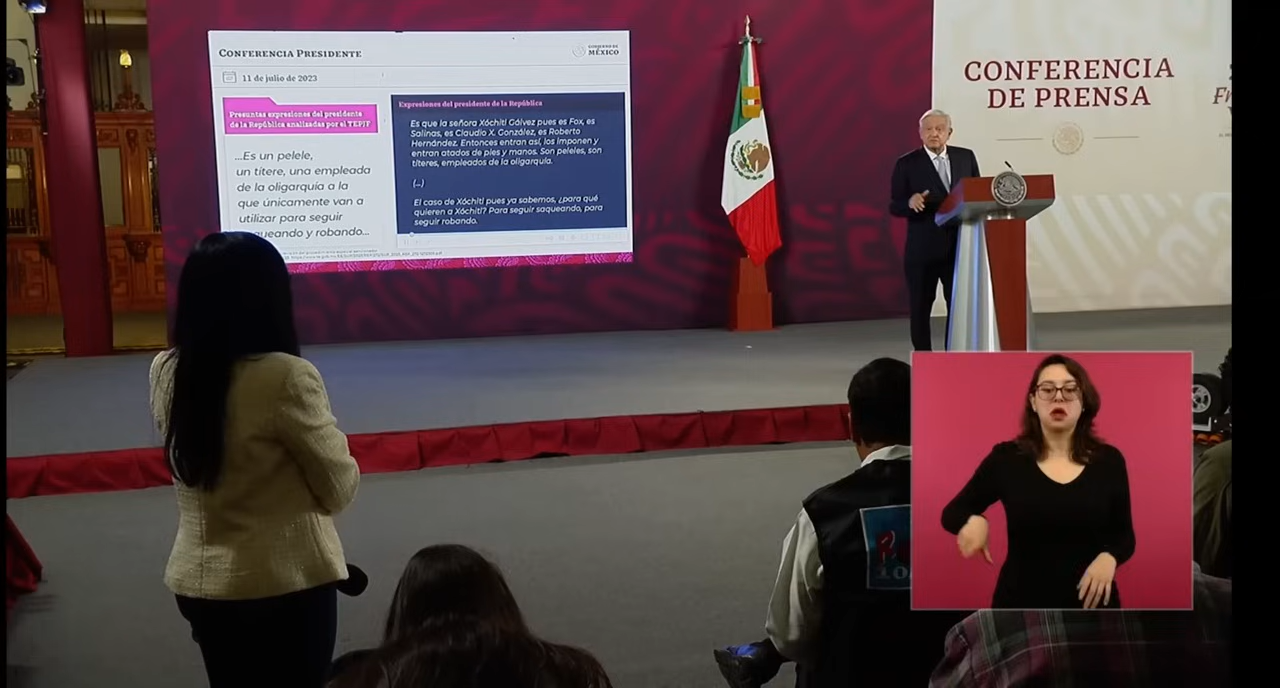 CONFERENCIA PRESIDENTE
GOBIERNO DE
MÉXICO
11 de julio de 2023
Presuntas expresiones del presidente
de la República analizadas por el TEPJF
...Es un pelele,
un títere, una empleada
de la oligarquía a la
que únicamente van a
utilizar para seguir
queando y robando...
Expresiones del presidente de la República
Es que la señora Xóchitl Gálvez pues es Fox, es
Salinas, es Claudio X. González, es Roberto
Hernández. Entonces entran así, los imponen y
entran atados de pies y manos. Son peleles, son
títeres, empleados de la oligarquía.
(...)
El caso de Xóchitl pues ya sabemos, ¿para qué
quieren a Xóchitl? Para seguir saqueando, para
seguir robando.
CONFERENCIA
DE PRENSA